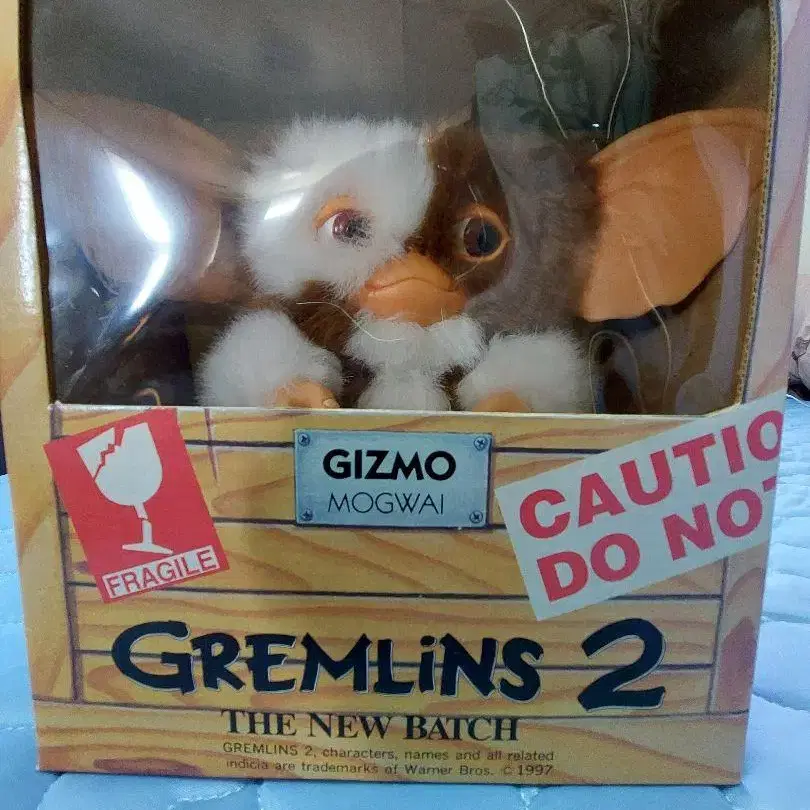 GIZMO
MOGWAI
FRAGILE
CAUTIO
DO NOT
GREMLiNS 2
THE NEW BATCH
GREMLINS 2, characters, names and all related
indicia are trademarks of Warner Bros. © 1997